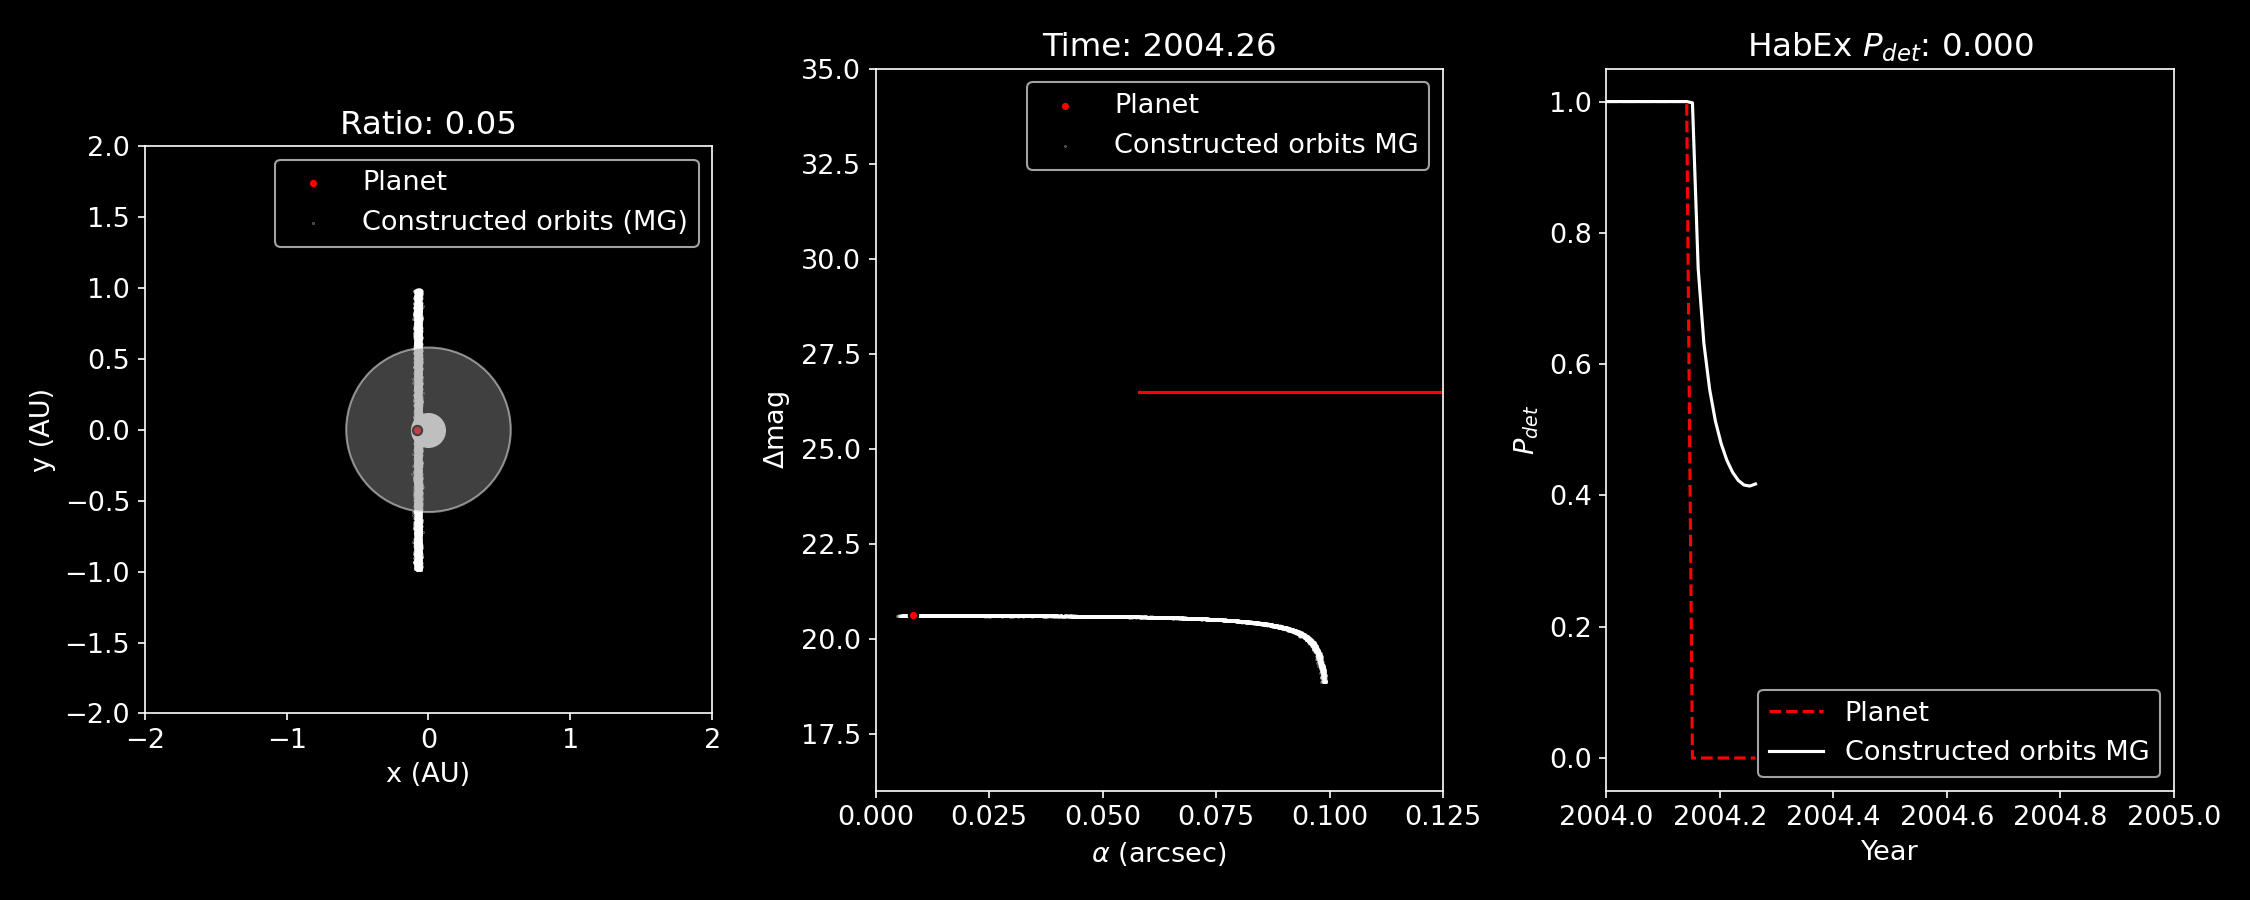 Ratio: 0.05
Planet
Constructed orbits (MG)
2.0
1.5
1.0
0.5
0.0
−0.5
−1.0
−1.5
−2.0
y (AU)
−2
−1
0
1
2
x (AU)
Time: 2004.26
Planet
Constructed orbits MG
35.0
32.5
30.0
27.5
25.0
22.5
20.0
17.5
Δmag
0.000
0.025
0.050
0.075
0.100
0.125
α (arcsec)
HabEx P_det: 0.000
1.0
0.8
0.6
0.4
0.2
0.0
P_det
Planet
Constructed orbits MG
2004.0
2004.2
2004.4
2004.6
2004.8
2005.0
Year